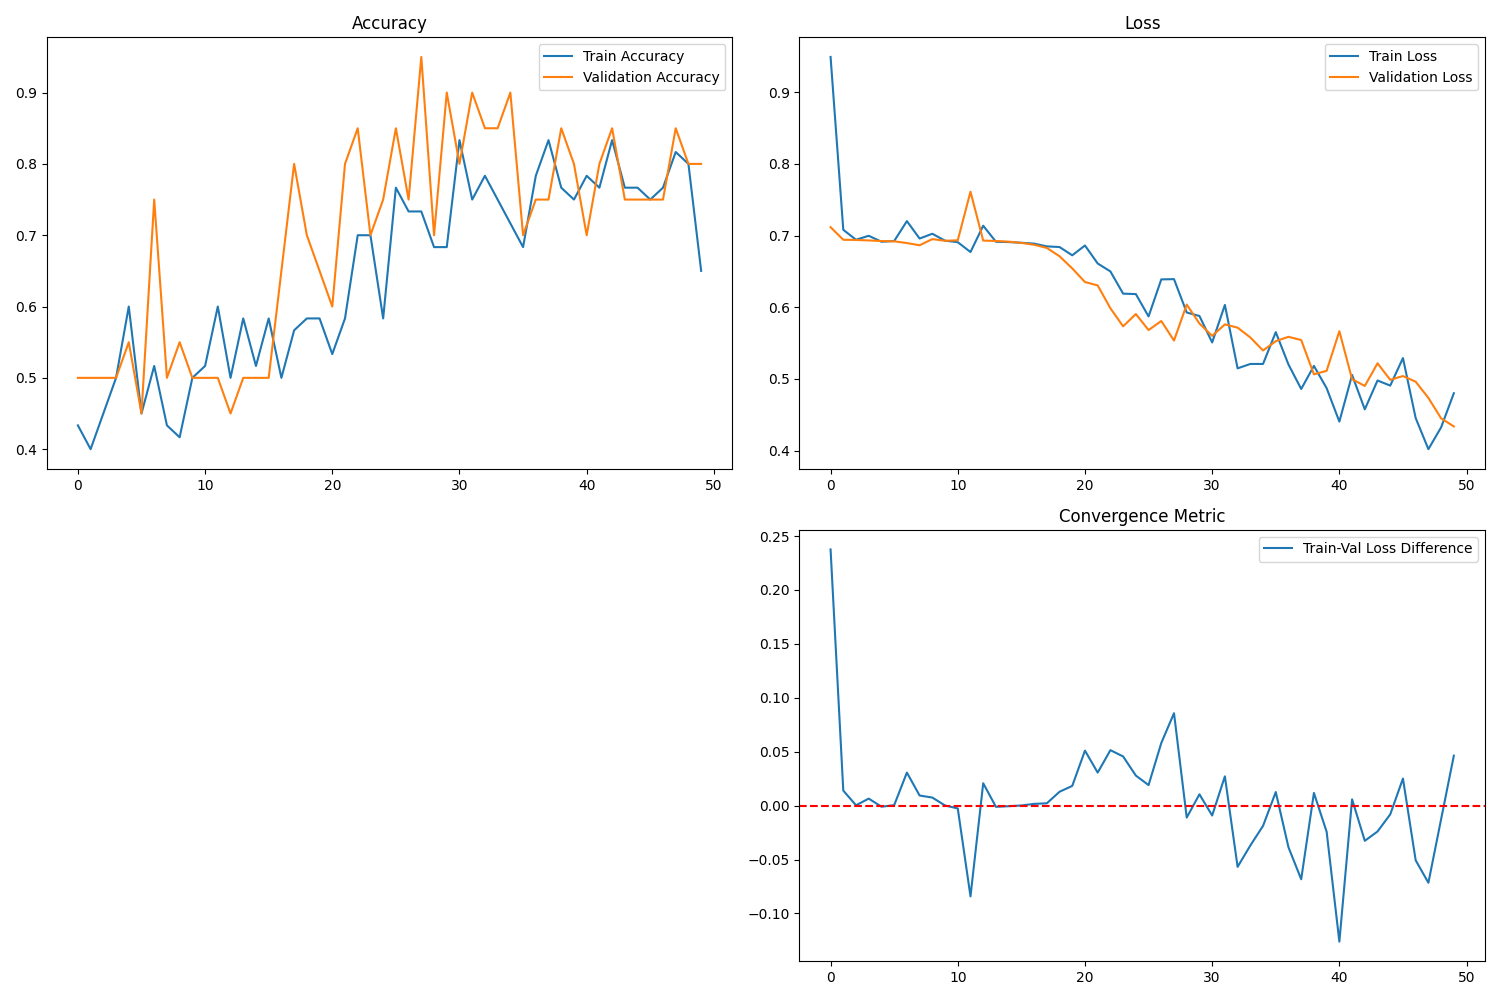 Accuracy
Train Accuracy
Validation Accuracy
0.9
0.8
0.7
0.6
0.5
0.4
0 10 20 30 40 50
Loss
Train Loss
Validation Loss
0.9
0.8
0.7
0.6
0.5
0.4
0 10 20 30 40 50
Convergence Metric
Train-Val Loss Difference
0.25
0.20
0.15
0.10
0.05
0.00
−0.05
−0.10
0 10 20 30 40 50